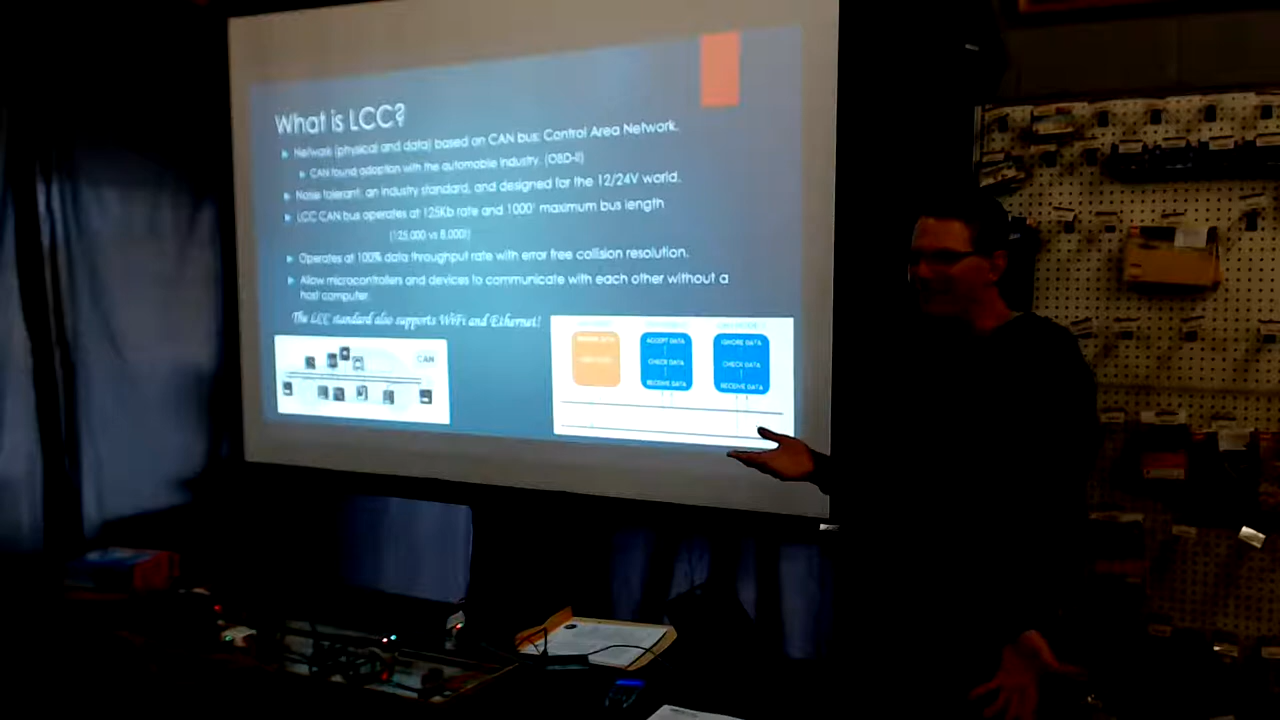 What is LCC?
Network (physical and data) based on CAN bus: Control Area Network.
CAN found adoption with the automobile industry. (OBD-II)
Noise tolerant, an industry standard, and designed for the 12/24V world.
LCC CAN bus operates at 125Kb rate and 1000' maximum bus length
(125,000 vs 8,000!)
Operates at 100% data throughput rate with error free collision resolution.
Allow microcontrollers and devices to communicate with each other without a
host computer.
The LCC standard also supports WiFi and Ethernet!
CAN
ACCEPT DATA
CHECK DATA
RECEIVE DATA
IGNORE DATA
CHECK DATA
RECEIVE DATA